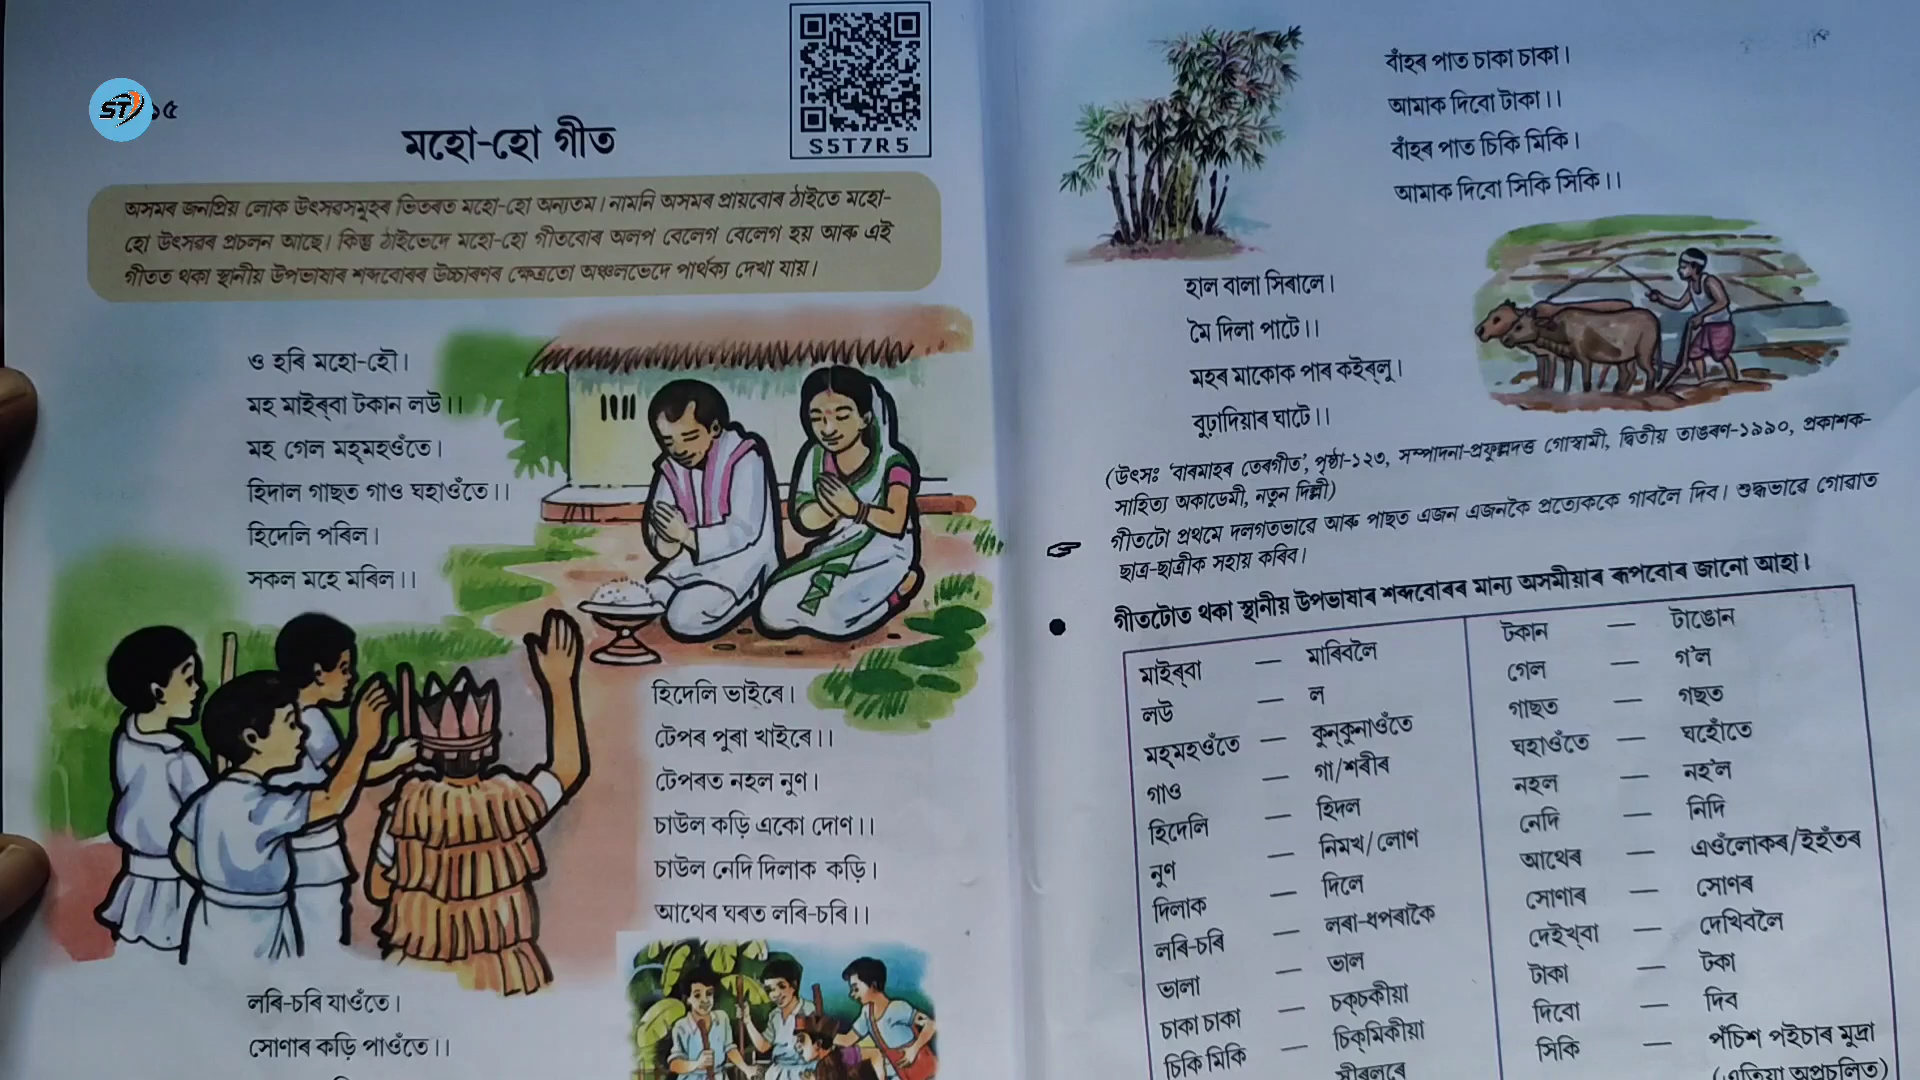 ST
১৫
S5T7R5
মহো-হো গীত
অসমৰ জনপ্ৰিয় লোক উৎসৱসমূহৰ ভিতৰত মহো-হো অন্যতম। নামনি অসমৰ প্ৰায়বোৰ ঠাইতে মহো-
হো উৎসৱৰ প্ৰচলন আছে। কিন্তু ঠাইভেদে মহো-হো গীতবোৰ অলপ বেলেগ বেলেগ হয় আৰু এই
গীতত থকা স্থানীয় উপভাষাৰ শব্দবোৰৰ উচ্চাৰণৰ ক্ষেত্ৰতো অঞ্চলভেদে পাৰ্থক্য দেখা যায়।
ও হৰি মহো-হৌ।
মহ মাইৰ্‌বা টকান লউ।।
মহ গেল মহ্‌মহওঁতে।
হিদাল গাছত গাও ঘহাওঁতে।।
হিদেলি পৰিল।
সকল মহে মৰিল।।
হিদেলি ভাইৰে।
টেপৰ পুৰা খাইৰে।।
টেপৰত নহল নুণ।
চাউল কড়ি একো দোণ।।
চাউল নেদি দিলাক কড়ি।
আথেৰ ঘৰত লৰি-চৰি।।
লৰি-চৰি যাওঁতে।
সোণাৰ কড়ি পাওঁতে।।
বাঁহৰ পাত চাকা চাকা।
আমাক দিবো টাকা।।
বাঁহৰ পাত চিকি মিকি।
আমাক দিবো সিকি সিকি।।
হাল বালা সিৰালে।
মৈ দিলা পাটে।।
মহৰ মাকোক পাৰ কইৰ্‌লু।
বুঢ়াদিয়াৰ ঘাটে।।
(উৎসঃ ‘বাৰমাহৰ তেৰগীত’, পৃষ্ঠা-১২৩, সম্পাদনা-প্ৰফুল্লদত্ত গোস্বামী, দ্বিতীয় তাঙৰণ-১৯৯০, প্ৰকাশক-
সাহিত্য অকাডেমী, নতুন দিল্লী)
গীতটো প্ৰথমে দলগতভাৱে আৰু পাছত এজন এজনকৈ প্ৰত্যেককে গাবলৈ দিব। শুদ্ধভাৱে গোৱাত
ছাত্ৰ-ছাত্ৰীক সহায় কৰিব।
● গীতটোত থকা স্থানীয় উপভাষাৰ শব্দবোৰৰ মান্য অসমীয়াৰ ৰূপবোৰ জানো আহা।
মাইৰ্‌বা — মাৰিবলৈ
লউ — ল
মহ্‌মহওঁতে — কুন্‌কুনাওঁতে
গাও — গা/শৰীৰ
হিদেলি — হিদল
নুণ — নিমখ/লোণ
দিলাক — দিলে
লৰি-চৰি — লৰা-ধপৰাকৈ
ভালা — ভাল
চাকা চাকা — চক্‌চকীয়া
চিকি মিকি — চিক্‌মিকীয়া
টকান — টাঙোন
গেল — গ’ল
গাছত — গছত
ঘহাওঁতে — ঘহোঁতে
নহল — নহ’ল
নেদি — নিদি
আথেৰ — এওঁলোকৰ/ইহঁতৰ
সোণাৰ — সোণৰ
দেইখ্‌বা — দেখিবলৈ
টাকা — টকা
দিবো — দিব
সিকি — পঁচিশ পইচাৰ মুদ্ৰা
(এতিয়া অপ্ৰচলিত)